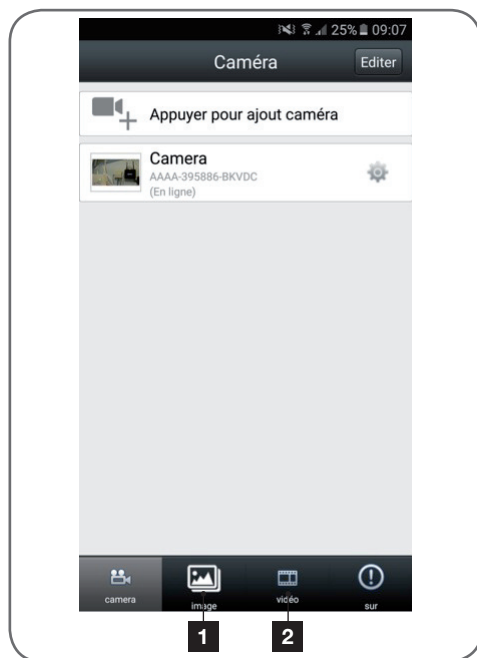 25% 09:07
Caméra Editer
Appuyer pour ajout caméra
Camera
AAAA-395886-BKVDC
(En ligne)
camera image vidéo sur
1 2